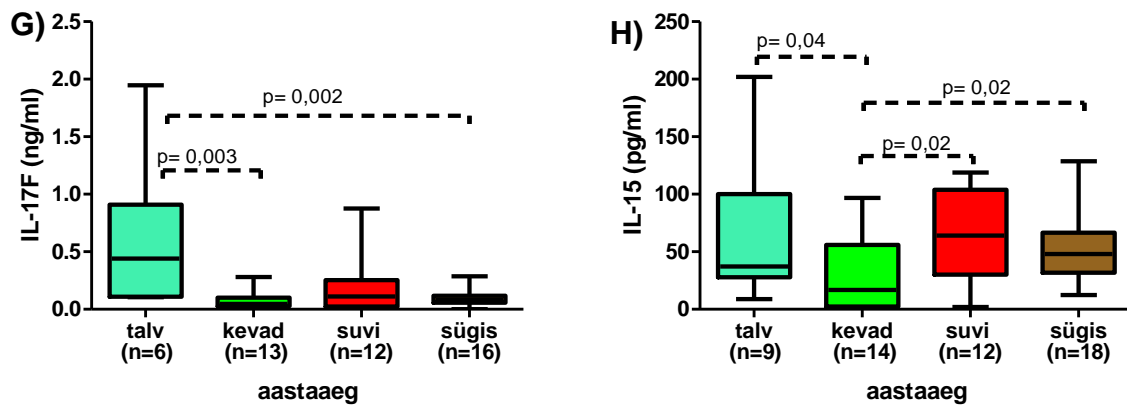 G)
IL-17F (ng/ml)
2.5
2.0
1.5
1.0
0.5
0.0
p= 0,002
p= 0,003
talv kevad suvi sügis
(n=6) (n=13) (n=12) (n=16)
aastaaeg
H)
IL-15 (pg/ml)
250
200
150
100
50
0
p= 0,04
p= 0,02
p= 0,02
talv kevad suvi sügis
(n=9) (n=14) (n=12) (n=18)
aastaaeg